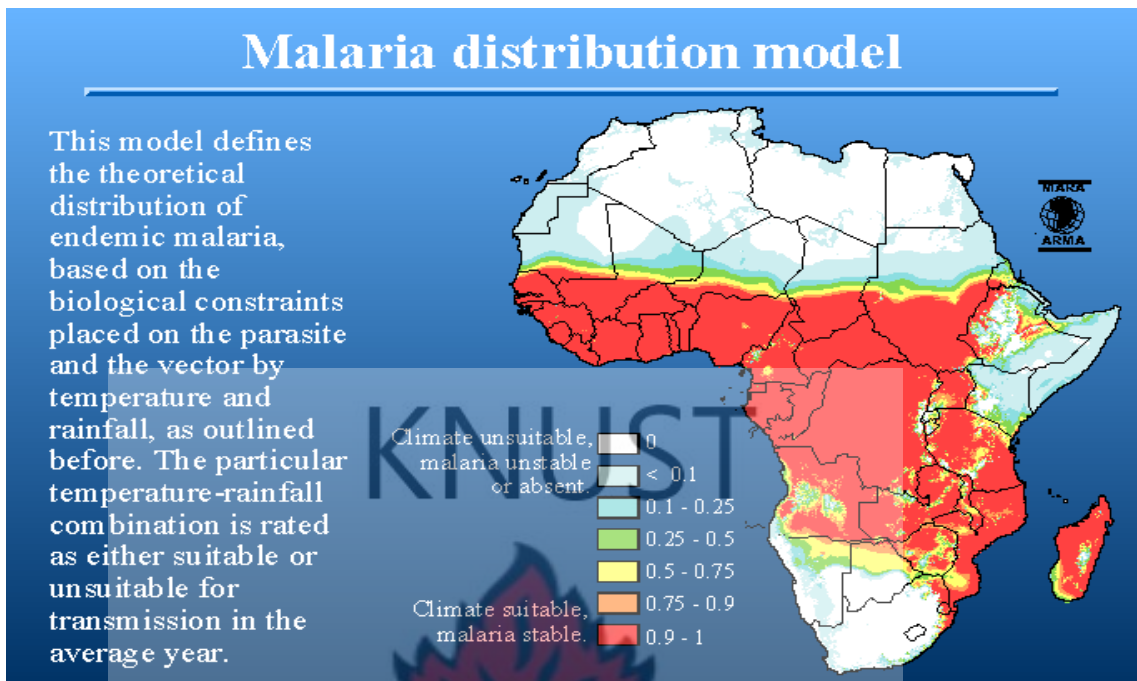 Malaria distribution model
This model defines
the theoretical
distribution of
endemic malaria,
based on the
biological constraints
placed on the parasite
and the vector by
temperature and
rainfall, as outlined
before. The particular
temperature-rainfall
combination is rated
as either suitable or
unsuitable for
transmission in the
average year.
MARA
ARMA
KNUST
Climate unsuitable,
malaria unstable
or absent.
0
< 0.1
0.1 - 0.25
0.25 - 0.5
0.5 - 0.75
0.75 - 0.9
0.9 - 1
Climate suitable,
malaria stable.